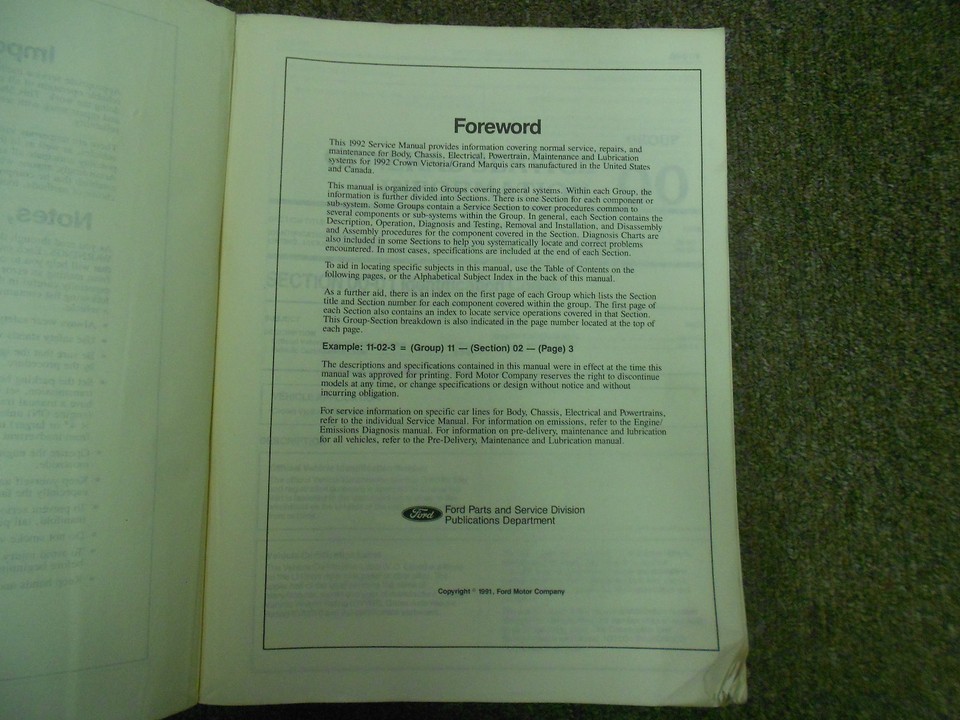 Foreword
This 1992 Service Manual provides information covering normal service, repairs, and
maintenance for Body, Chassis, Electrical, Powertrain, Maintenance and Lubrication
systems for 1992 Crown Victoria/Grand Marquis cars manufactured in the United States
and Canada.
This manual is organized into Groups covering general systems. Within each Group, the
information is further divided into Sections. There is one Section for each component or
sub-system. Some Groups contain a Service Section to cover procedures common to
several components or sub-systems within the Group. In general, each Section contains the
Description, Operation, Diagnosis and Testing, Removal and Installation, and Disassembly
and Assembly procedures for the component covered in the Section. Diagnosis Charts are
also included in some Sections to help you systematically locate and correct problems
encountered. In most cases, specifications are included at the end of each Section.
To aid in locating specific subjects in this manual, use the Table of Contents on the
following pages, or the Alphabetical Subject Index in the back of this manual.
As a further aid, there is an index on the first page of each Group which lists the Section
title and Section number for each component covered within the group. The first page of
each Section also contains an index to locate service operations covered in that Section.
This Group-Section breakdown is also indicated in the page number located at the top of
each page.
Example: 11-02-3 = (Group) 11 — (Section) 02 — (Page) 3
The descriptions and specifications contained in this manual were in effect at the time this
manual was approved for printing. Ford Motor Company reserves the right to discontinue
models at any time, or change specifications or design without notice and without
incurring obligation.
For service information on specific car lines for Body, Chassis, Electrical and Powertrains,
refer to the individual Service Manual. For information on emissions, refer to the Engine/
Emissions Diagnosis manual. For information on pre-delivery, maintenance and lubrication
for all vehicles, refer to the Pre-Delivery, Maintenance and Lubrication manual.
Ford Ford Parts and Service Division
Publications Department
Copyright © 1991, Ford Motor Company